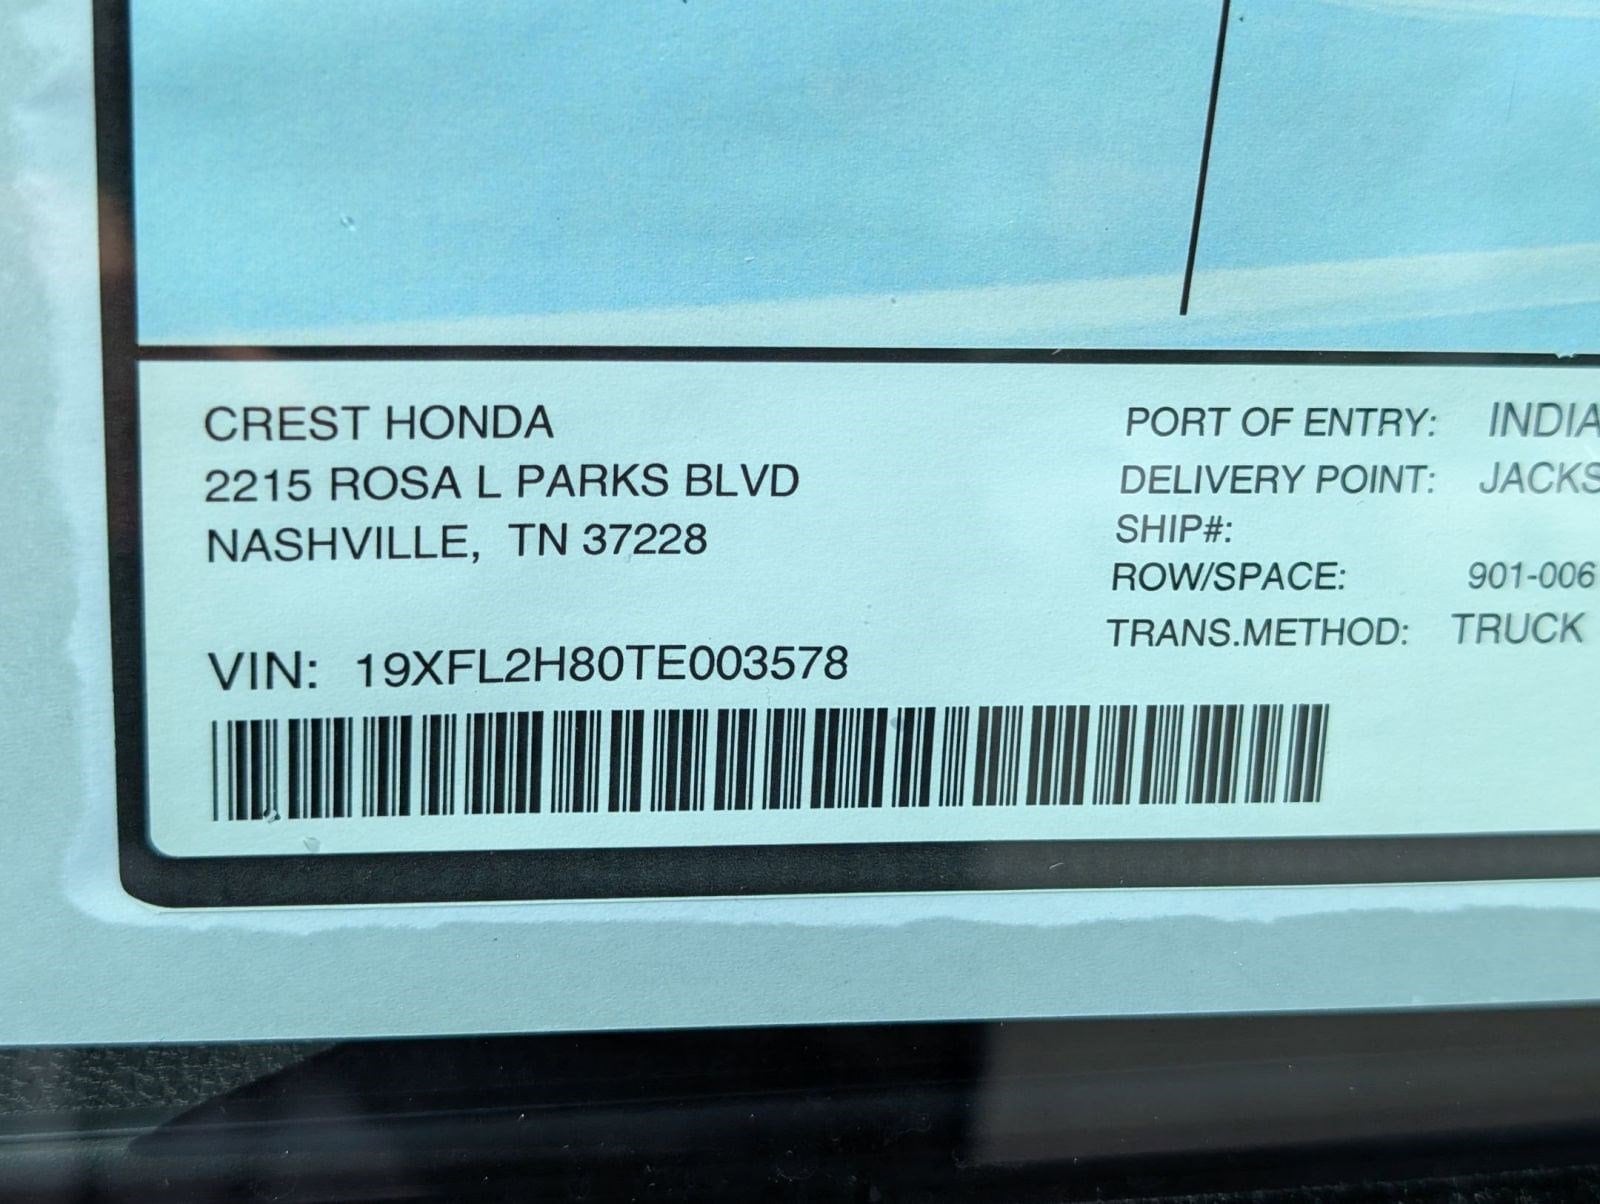 CREST HONDA
2215 ROSA L PARKS BLVD
NASHVILLE, TN 37228
VIN: 19XFL2H80TE003578
PORT OF ENTRY: INDIA
DELIVERY POINT: JACKS
SHIP#:
ROW/SPACE: 901-006
TRANS.METHOD: TRUCK